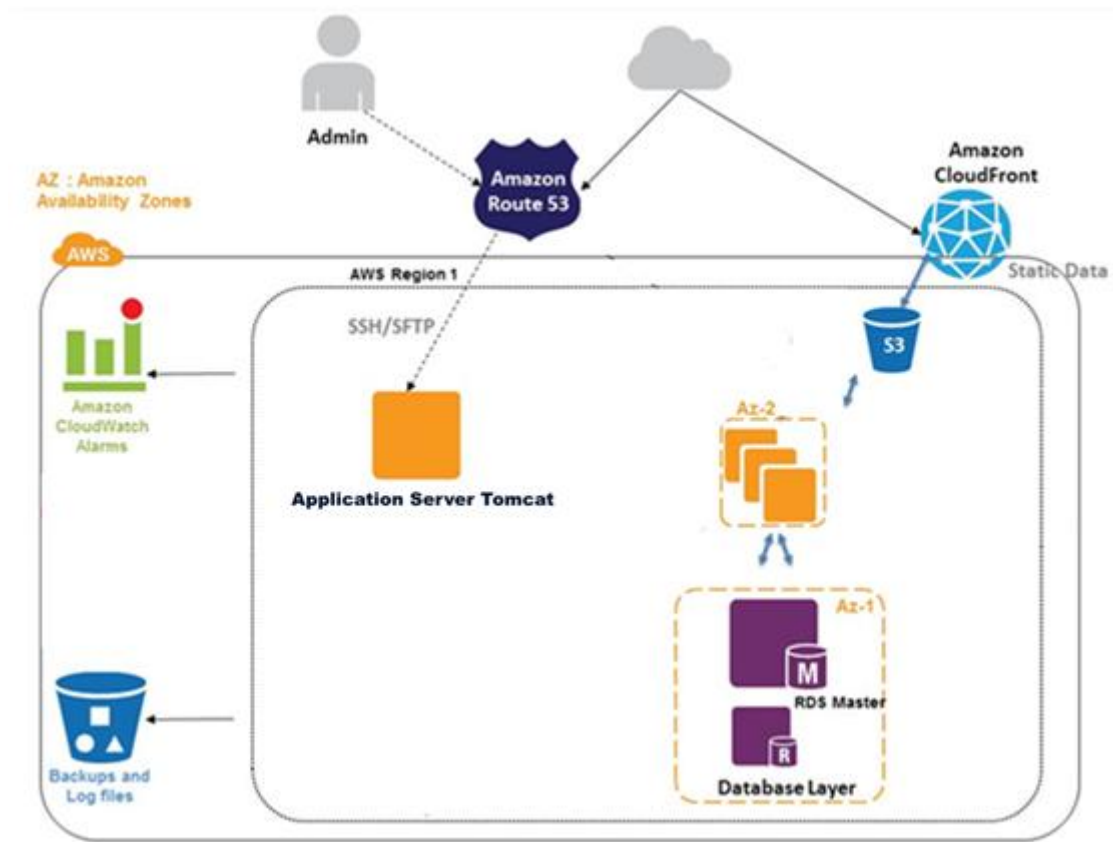 Admin
Amazon
Route 53
Amazon
CloudFront
AZ : Amazon
Availability Zones
AWS
AWS Region 1
Static Data
SSH/SFTP
S3
Amazon
CloudWatch
Alarms
Az-2
Application Server Tomcat
Az-1
M
RDS Master
R
Database Layer
Backups and
Log files